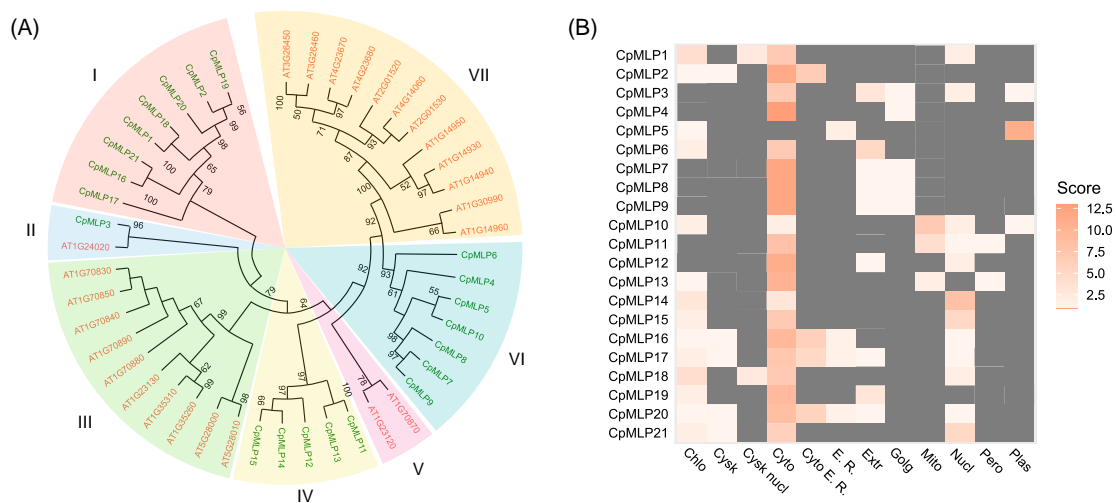 (A)
I
II
III
IV
V
VI
VII
CpMLP17
CpMLP16
CpMLP21
CpMLP1
CpMLP18
CpMLP20
CpMLP2
CpMLP19
AT3G26450
AT3G26460
AT4G23670
AT4G23680
AT2G01520
AT4G14060
AT2G01530
AT1G14950
AT1G14930
AT1G14940
AT1G30990
AT1G14960
CpMLP6
CpMLP4
CpMLP5
CpMLP10
CpMLP8
CpMLP7
CpMLP9
AT1G70870
AT1G23120
CpMLP11
CpMLP13
CpMLP12
CpMLP14
CpMLP15
AT5G28010
AT5G28000
AT1G35260
AT1G35310
AT1G23130
AT1G70880
AT1G70890
AT1G70840
AT1G70850
AT1G70830
AT1G24020
CpMLP3
56
99
98
65
100
100
79
96
100
50
97
71
93
87
52
97
100
66
92
92
93
61
55
98
97
64
78
79
97
97
66
100
99
67
62
99
98
(B)
CpMLP1
CpMLP2
CpMLP3
CpMLP4
CpMLP5
CpMLP6
CpMLP7
CpMLP8
CpMLP9
CpMLP10
CpMLP11
CpMLP12
CpMLP13
CpMLP14
CpMLP15
CpMLP16
CpMLP17
CpMLP18
CpMLP19
CpMLP20
CpMLP21
Chlo
Cysk
Cysk nucl
Cyto
Cyto E. R.
E. R.
Extr
Golg
Mito
Nucl
Pero
Plas
Score
12.5
10.0
7.5
5.0
2.5